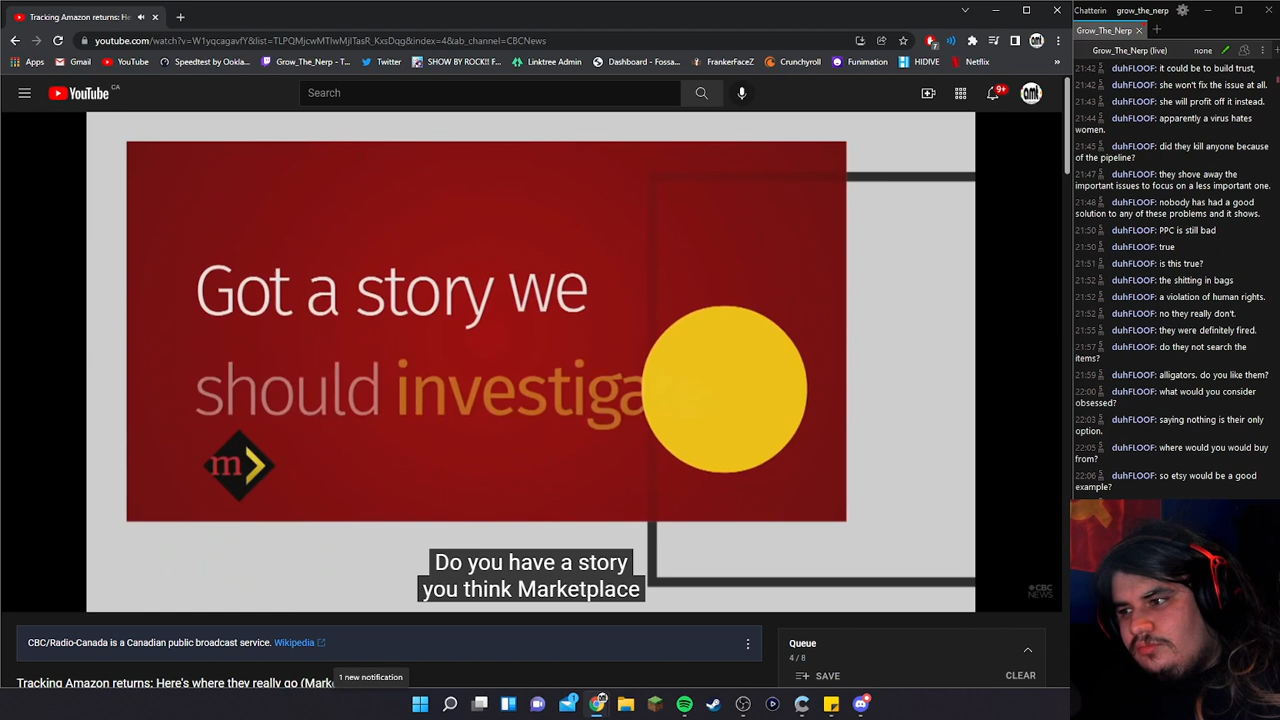 Tracking Amazon returns: He
youtube.com/watch?v=W1yqcagavfY&list=TLPQMjcwMTIwMjITasR_KxsDqg&index=4&ab_channel=CBCNews
Apps
Gmail
YouTube
Speedtest by Ookla...
Grow_The_Nerp - T...
Twitter
SHOW BY ROCK!! F...
Linktree Admin
Dashboard - Fossa...
FrankerFaceZ
Crunchyroll
Funimation
HIDIVE
Netflix
»
YouTube CA
Search
9+
Got a story we
should investigate
m
Do you have a story
you think Marketplace
CBC
NEWS
CBC/Radio-Canada is a Canadian public broadcast service. Wikipedia
Queue
4 / 8
SAVE
CLEAR
Tracking Amazon returns: Here's where they really go (Mark
1 new notification
Chatterin
grow_the_nerp
Grow_The_Nerp
Grow_The_Nerp (live)
none
21:42 duhFLOOF: it could be to build trust,
21:42 duhFLOOF: she won't fix the issue at all.
21:43 duhFLOOF: she will profit off it instead.
21:44 duhFLOOF: apparently a virus hates
women.
21:45 duhFLOOF: did they kill anyone because
of the pipeline?
21:47 duhFLOOF: they shove away the
important issues to focus on a less important one.
21:48 duhFLOOF: nobody has had a good
solution to any of these problems and it shows.
21:50 duhFLOOF: PPC is still bad
21:50 duhFLOOF: true
21:51 duhFLOOF: is this true?
21:52 duhFLOOF: the shitting in bags
21:52 duhFLOOF: a violation of human rights.
21:52 duhFLOOF: no they really don't.
21:55 duhFLOOF: they were definitely fired.
21:57 duhFLOOF: do they not search the
items?
21:59 duhFLOOF: alligators. do you like them?
22:00 duhFLOOF: what would you consider
obsessed?
22:03 duhFLOOF: saying nothing is their only
option.
22:05 duhFLOOF: where would you would buy
from?
22:06 duhFLOOF: so etsy would be a good
example?